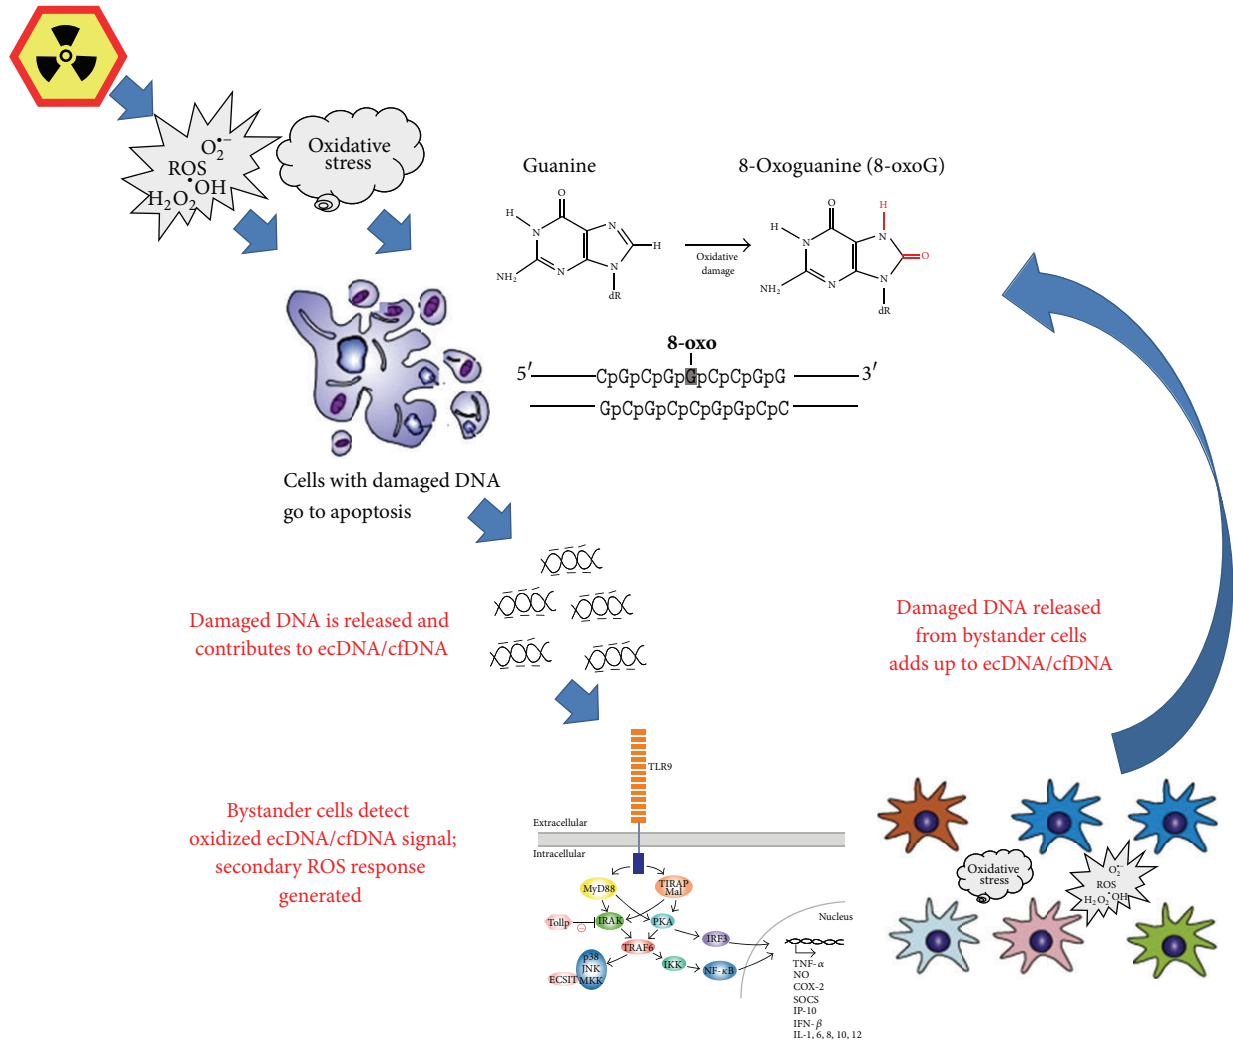 O2•−
ROS
•OH
H2O2
Oxidative
stress
Guanine
8-Oxoguanine (8-oxoG)
O
H
N
N
H
NH2
N
N
dR
Oxidative
damage
O
H
H
N
N
O
NH2
N
N
dR
8-oxo
5′ CpGpCpGpGpCpCpGpG 3′
GpCpGpCpCpGpGpCpC
Cells with damaged DNA
go to apoptosis
Damaged DNA is released and
contributes to ecDNA/cfDNA
Damaged DNA released
from bystander cells
adds up to ecDNA/cfDNA
TLR9
Bystander cells detect
oxidized ecDNA/cfDNA signal;
secondary ROS response
generated
Extracellular
Intracellular
MyD88
TIRAP
Mal
Tollp
IRAK
PKA
IRF3
TRAF6
p38
JNK
MKK
ECSIT
IKK
NF-κB
Nucleus
TNF-α
NO
COX-2
SOCS
IP-10
IFN-β
IL-1, 6, 8, 10, 12
Oxidative
stress
O2•−
ROS
H2O2 •OH